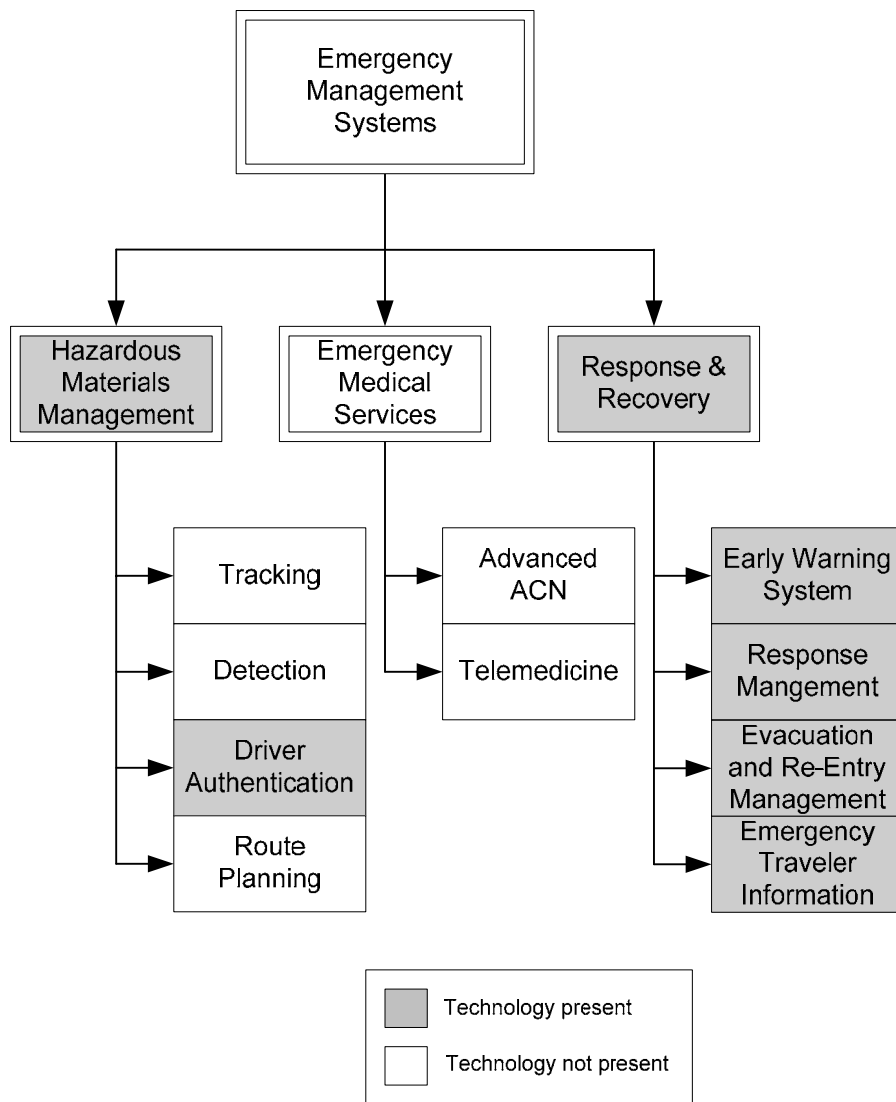 Emergency
Management
Systems
Hazardous
Materials
Management
Emergency
Medical
Services
Response &
Recovery
Tracking
Detection
Driver
Authentication
Route
Planning
Advanced
ACN
Telemedicine
Early Warning
System
Response
Mangement
Evacuation
and Re-Entry
Management
Emergency
Traveler
Information
Technology present
Technology not present